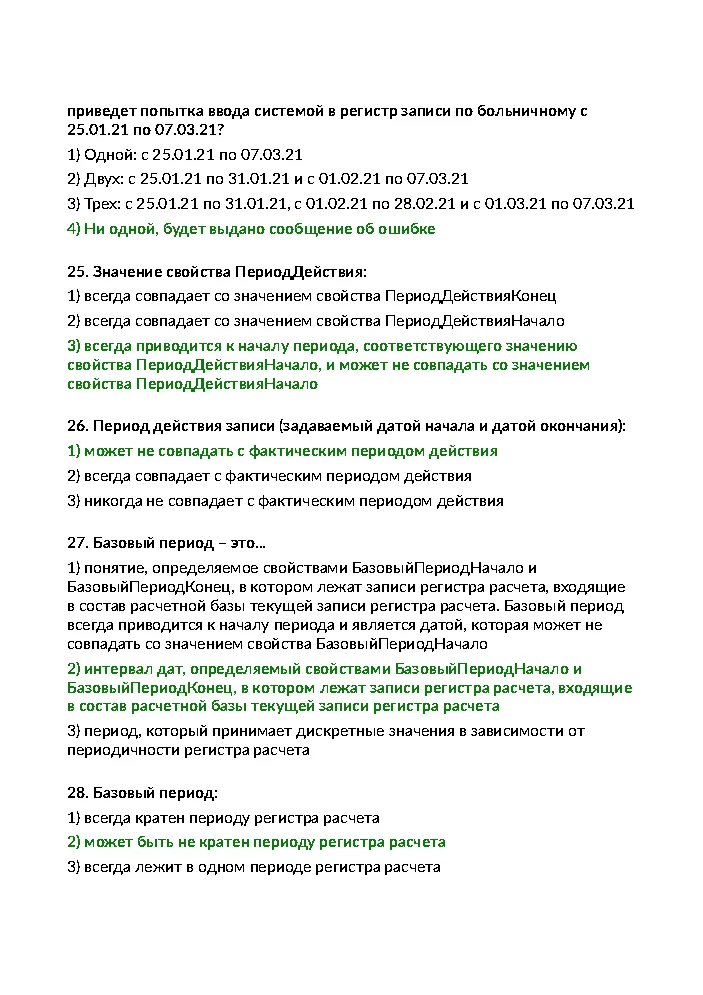 приведет попытка ввода системой в регистр записи по больничному с
25.01.21 по 07.03.21?
1) Одной: с 25.01.21 по 07.03.21
2) Двух: с 25.01.21 по 31.01.21 и с 01.02.21 по 07.03.21
3) Трех: с 25.01.21 по 31.01.21, с 01.02.21 по 28.02.21 и с 01.03.21 по 07.03.21
4) Ни одной, будет выдано сообщение об ошибке
25. Значение свойства ПериодДействия:
1) всегда совпадает со значением свойства ПериодДействияКонец
2) всегда совпадает со значением свойства ПериодДействияНачало
3) всегда приводится к началу периода, соответствующего значению
свойства ПериодДействияНачало, и может не совпадать со значением
свойства ПериодДействияНачало
26. Период действия записи (задаваемый датой начала и датой окончания):
1) может не совпадать с фактическим периодом действия
2) всегда совпадает с фактическим периодом действия
3) никогда не совпадает с фактическим периодом действия
27. Базовый период – это…
1) понятие, определяемое свойствами БазовыйПериодНачало и
БазовыйПериодКонец, в котором лежат записи регистра расчета, входящие
в состав расчетной базы текущей записи регистра расчета. Базовый период
всегда приводится к началу периода и является датой, которая может не
совпадать со значением свойства БазовыйПериодНачало
2) интервал дат, определяемый свойствами БазовыйПериодНачало и
БазовыйПериодКонец, в котором лежат записи регистра расчета, входящие
в состав расчетной базы текущей записи регистра расчета
3) период, который принимает дискретные значения в зависимости от
периодичности регистра расчета
28. Базовый период:
1) всегда кратен периоду регистра расчета
2) может быть не кратен периоду регистра расчета
3) всегда лежит в одном периоде регистра расчета